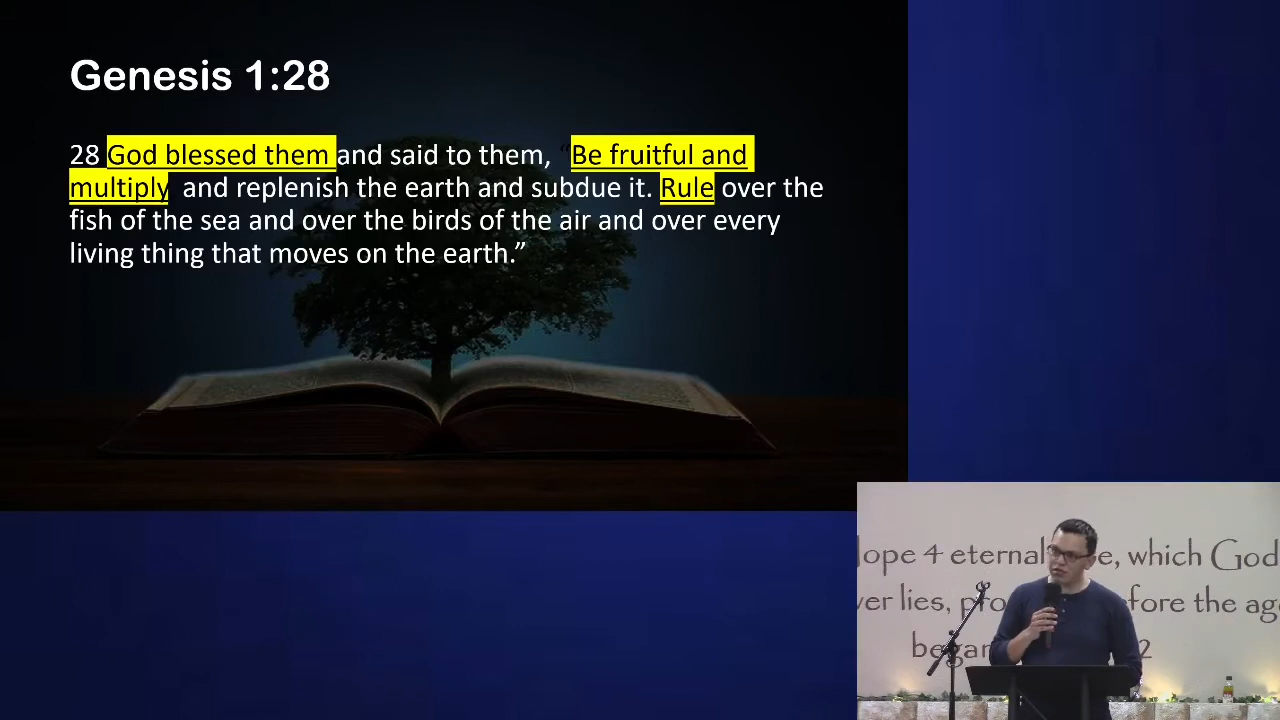 Genesis 1:28
28 God blessed them and said to them, “Be fruitful and
multiply and replenish the earth and subdue it. Rule over the
fish of the sea and over the birds of the air and over every
living thing that moves on the earth.”
ope 4 eternal e, which God
ver lies, pro fore the ag
began 2